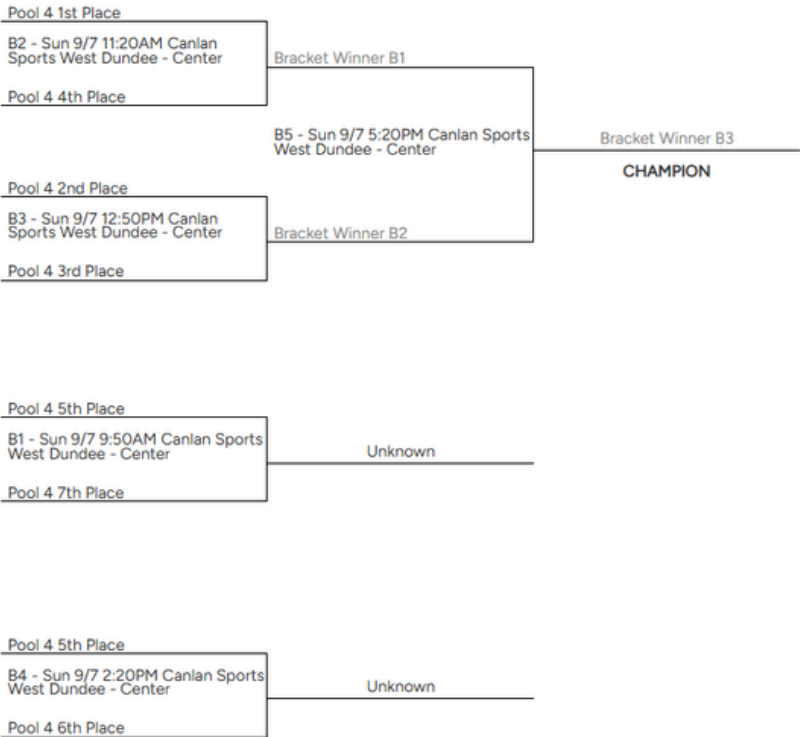 Pool 4 1st Place
B2 - Sun 9/7 11:20AM Canlan
Sports West Dundee - Center
Bracket Winner B1
Pool 4 4th Place
B5 - Sun 9/7 5:20PM Canlan Sports
West Dundee - Center
Bracket Winner B3
CHAMPION
Pool 4 2nd Place
B3 - Sun 9/7 12:50PM Canlan
Sports West Dundee - Center
Bracket Winner B2
Pool 4 3rd Place
Pool 4 5th Place
B1 - Sun 9/7 9:50AM Canlan Sports
West Dundee - Center
Unknown
Pool 4 7th Place
Pool 4 5th Place
B4 - Sun 9/7 2:20PM Canlan Sports
West Dundee - Center
Unknown
Pool 4 6th Place